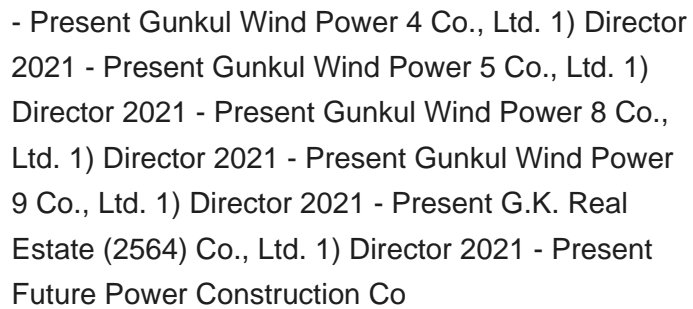 - Present Gunkul Wind Power 4 Co., Ltd. 1) Director
2021 - Present Gunkul Wind Power 5 Co., Ltd. 1)
Director 2021 - Present Gunkul Wind Power 8 Co.,
Ltd. 1) Director 2021 - Present Gunkul Wind Power
9 Co., Ltd. 1) Director 2021 - Present G.K. Real
Estate (2564) Co., Ltd. 1) Director 2021 - Present
Future Power Construction Co